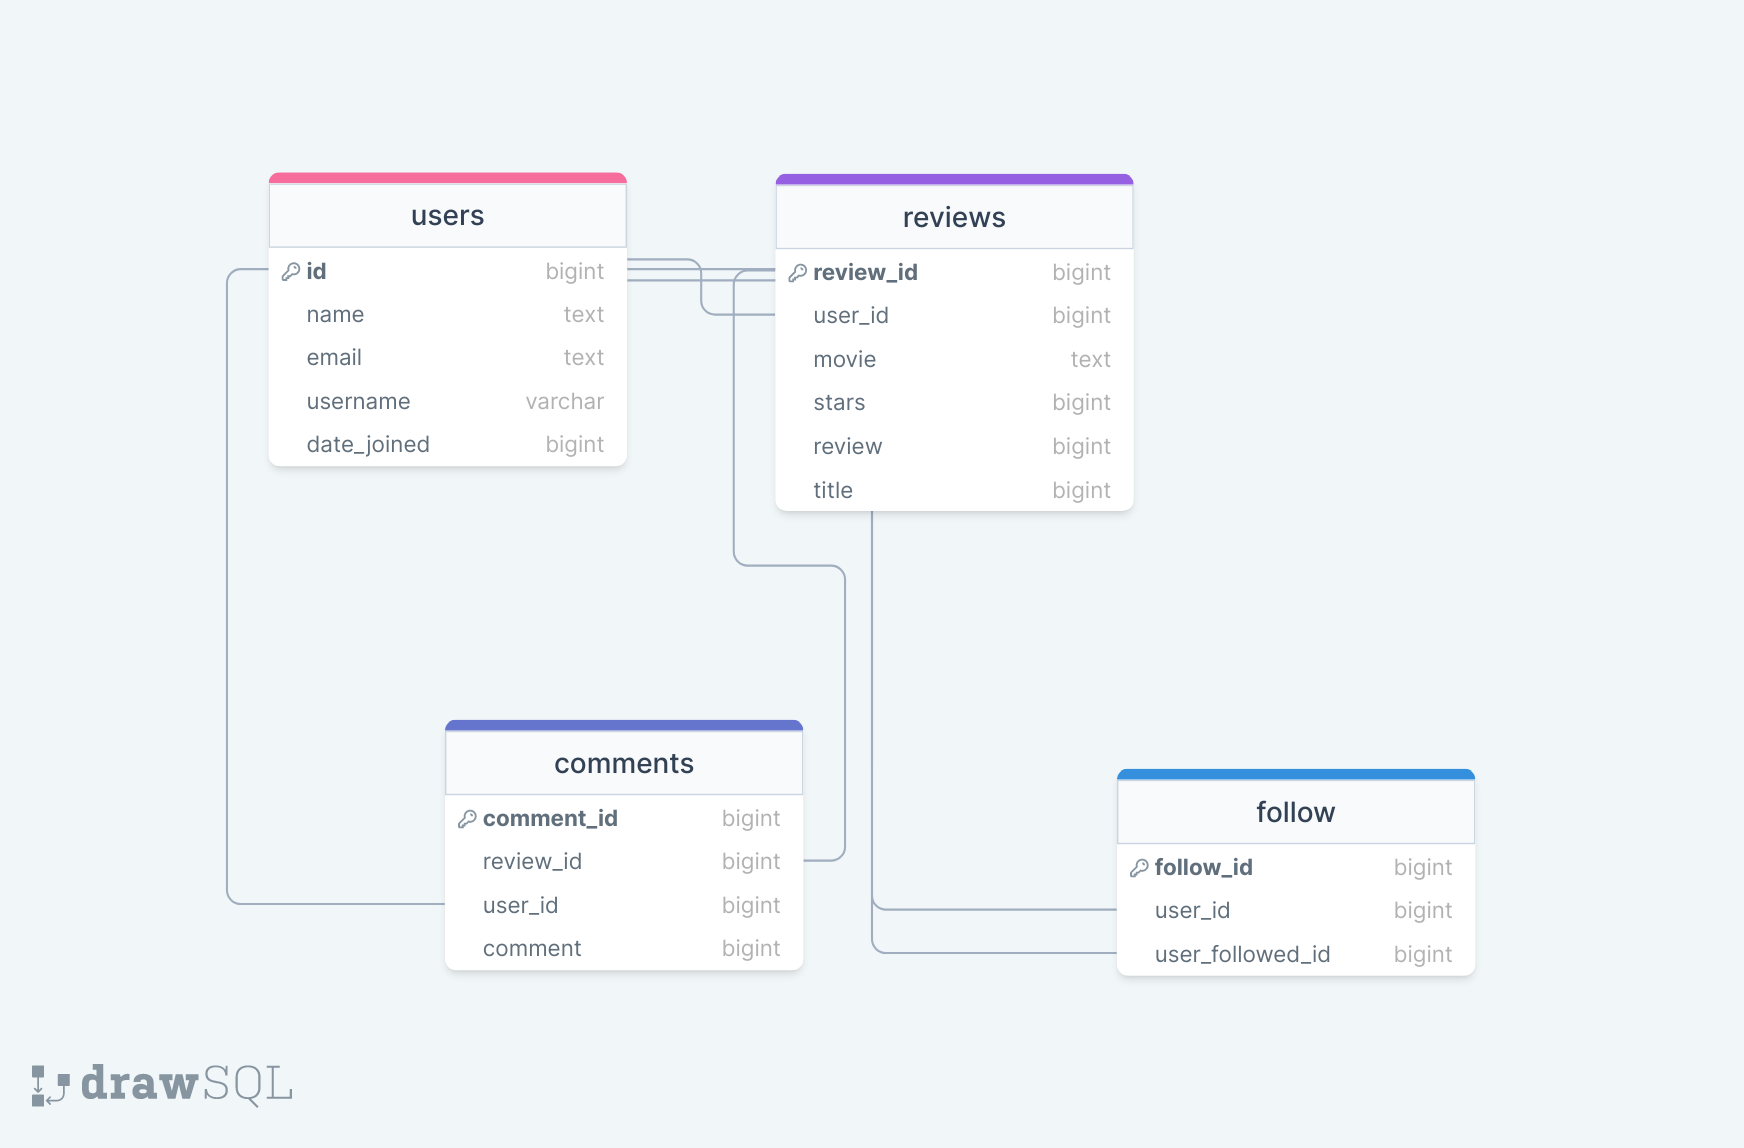 users
id bigint
name text
email text
username varchar
date_joined bigint
reviews
review_id bigint
user_id bigint
movie text
stars bigint
review bigint
title bigint
comments
comment_id bigint
review_id bigint
user_id bigint
comment bigint
follow
follow_id bigint
user_id bigint
user_followed_id bigint
drawSQL